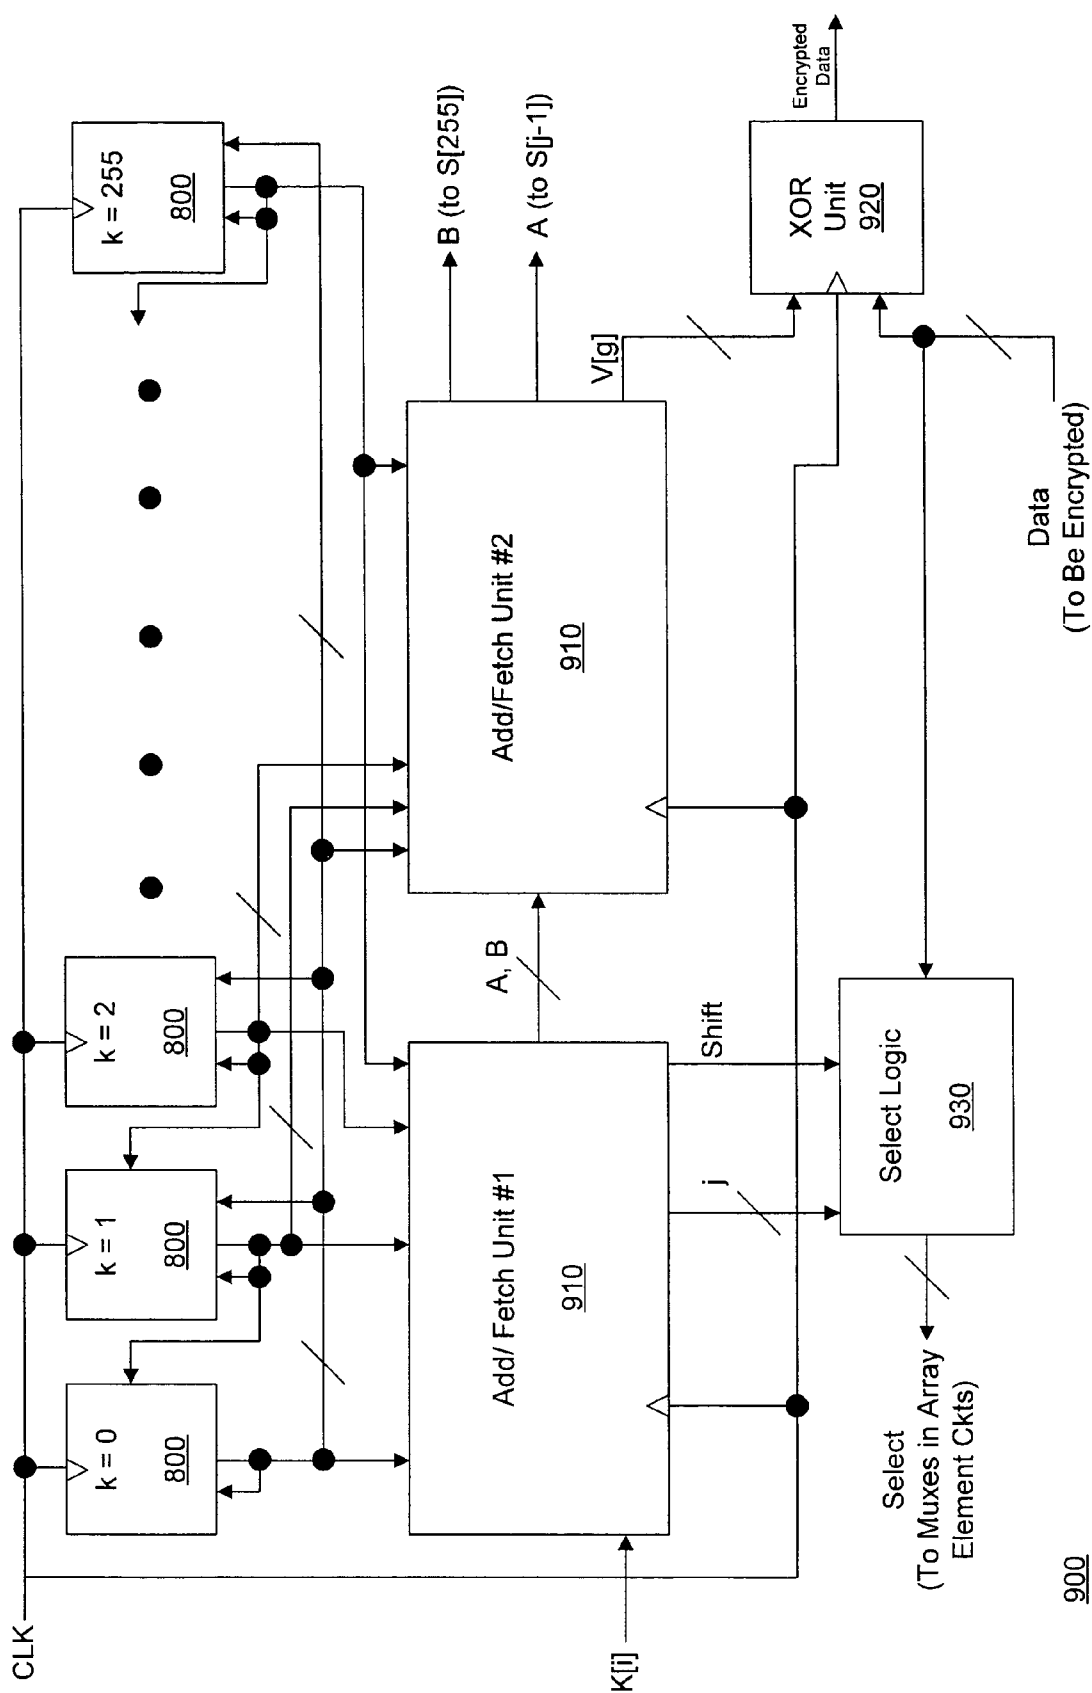 CLK
k = 0
800
k = 1
800
k = 2
800
k = 255
800
K[i]
Add/ Fetch Unit #1
910
A, B
Add/Fetch Unit #2
910
B (to S[255])
A (to S[j-1])
V[g]
j
Shift
XOR
Unit
920
Encrypted
Data
Select Logic
930
Select
(To Muxes in Array
Element Ckts)
Data
(To Be Encrypted)
900